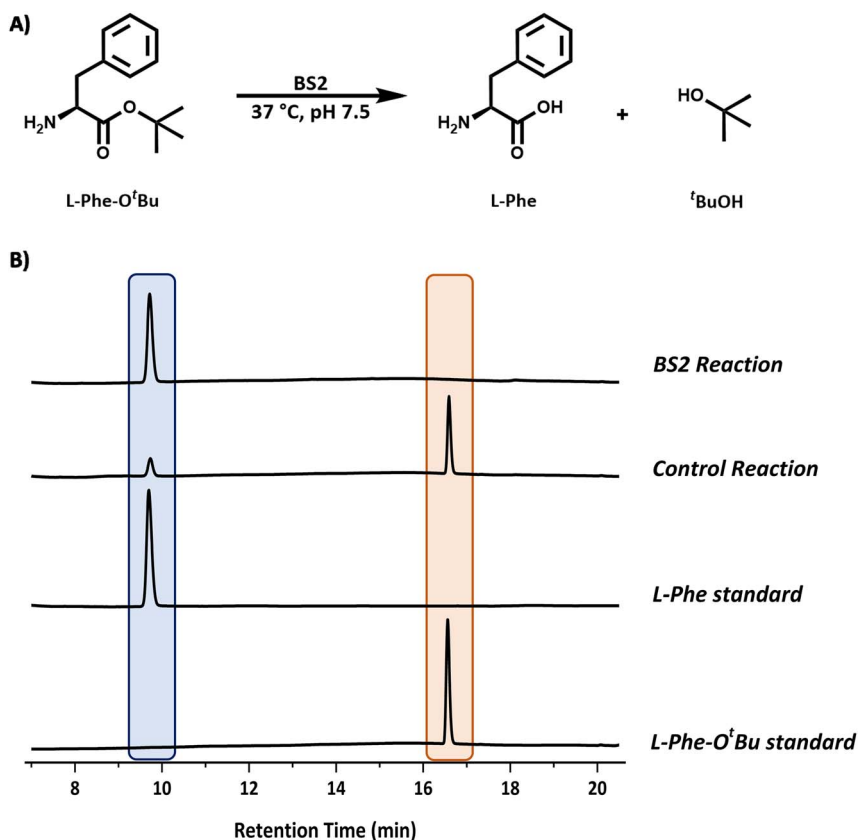 A)
BS2
37 °C, pH 7.5
H₂N
O
O
H₂N
OH
O
+
HO
L-Phe-OᵗBu
L-Phe
ᵗBuOH
B)
BS2 Reaction
Control Reaction
L-Phe standard
L-Phe-OᵗBu standard
8 10 12 14 16 18 20
Retention Time (min)